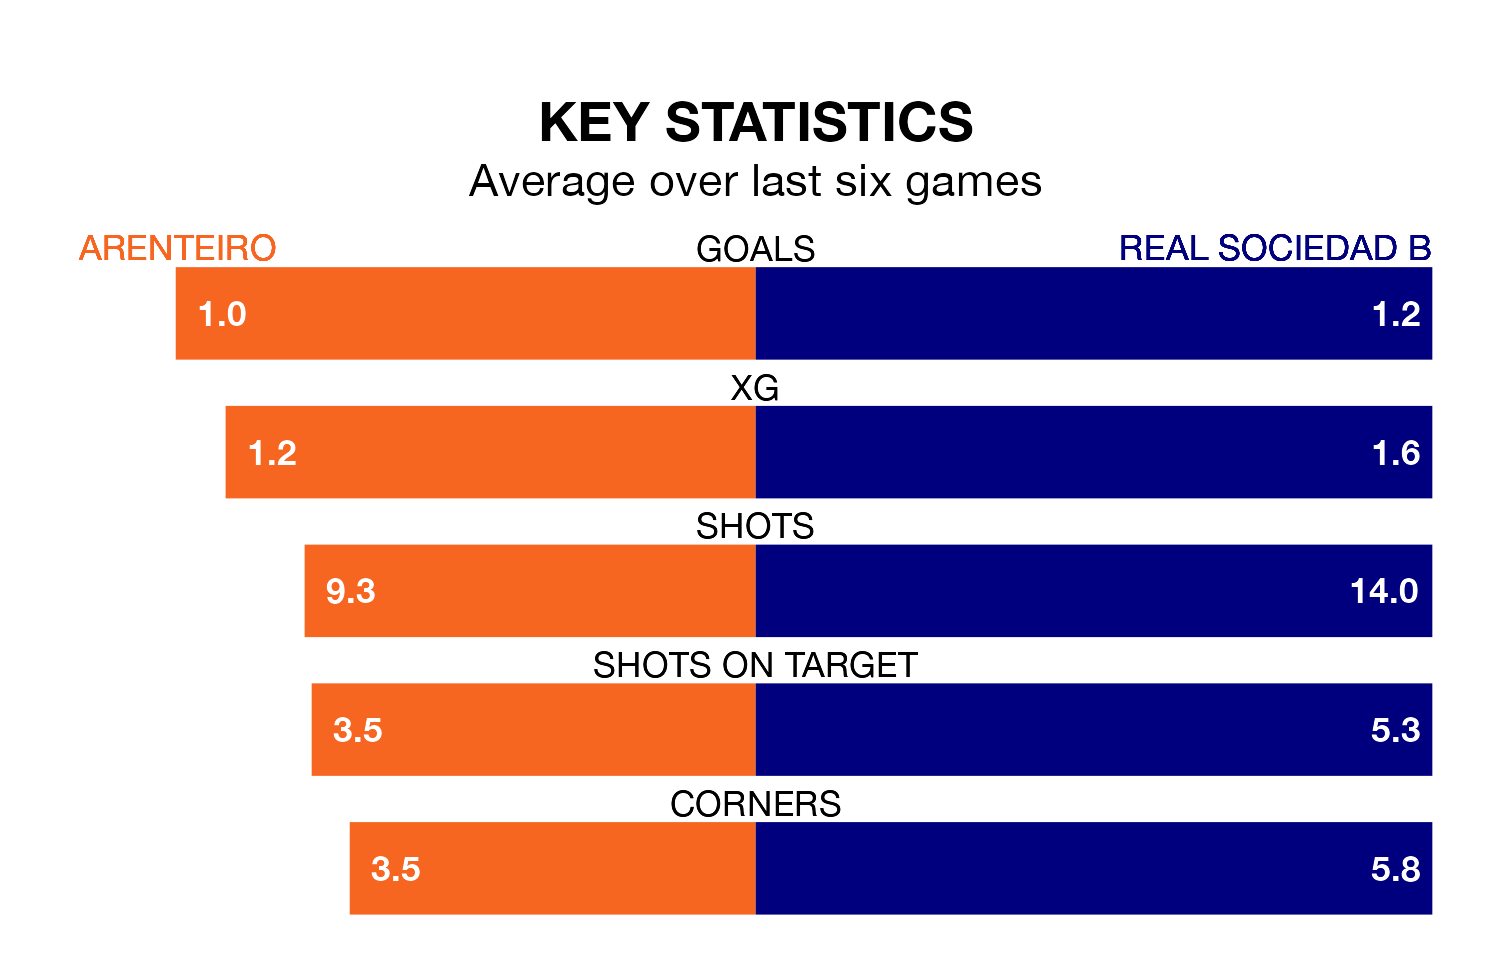 KEY STATISTICS
Average over last six games
ARENTEIRO GOALS REAL SOCIEDAD B
1.0 1.2
XG
1.2 1.6
SHOTS
9.3 14.0
SHOTS ON TARGET
3.5 5.3
CORNERS
3.5 5.8